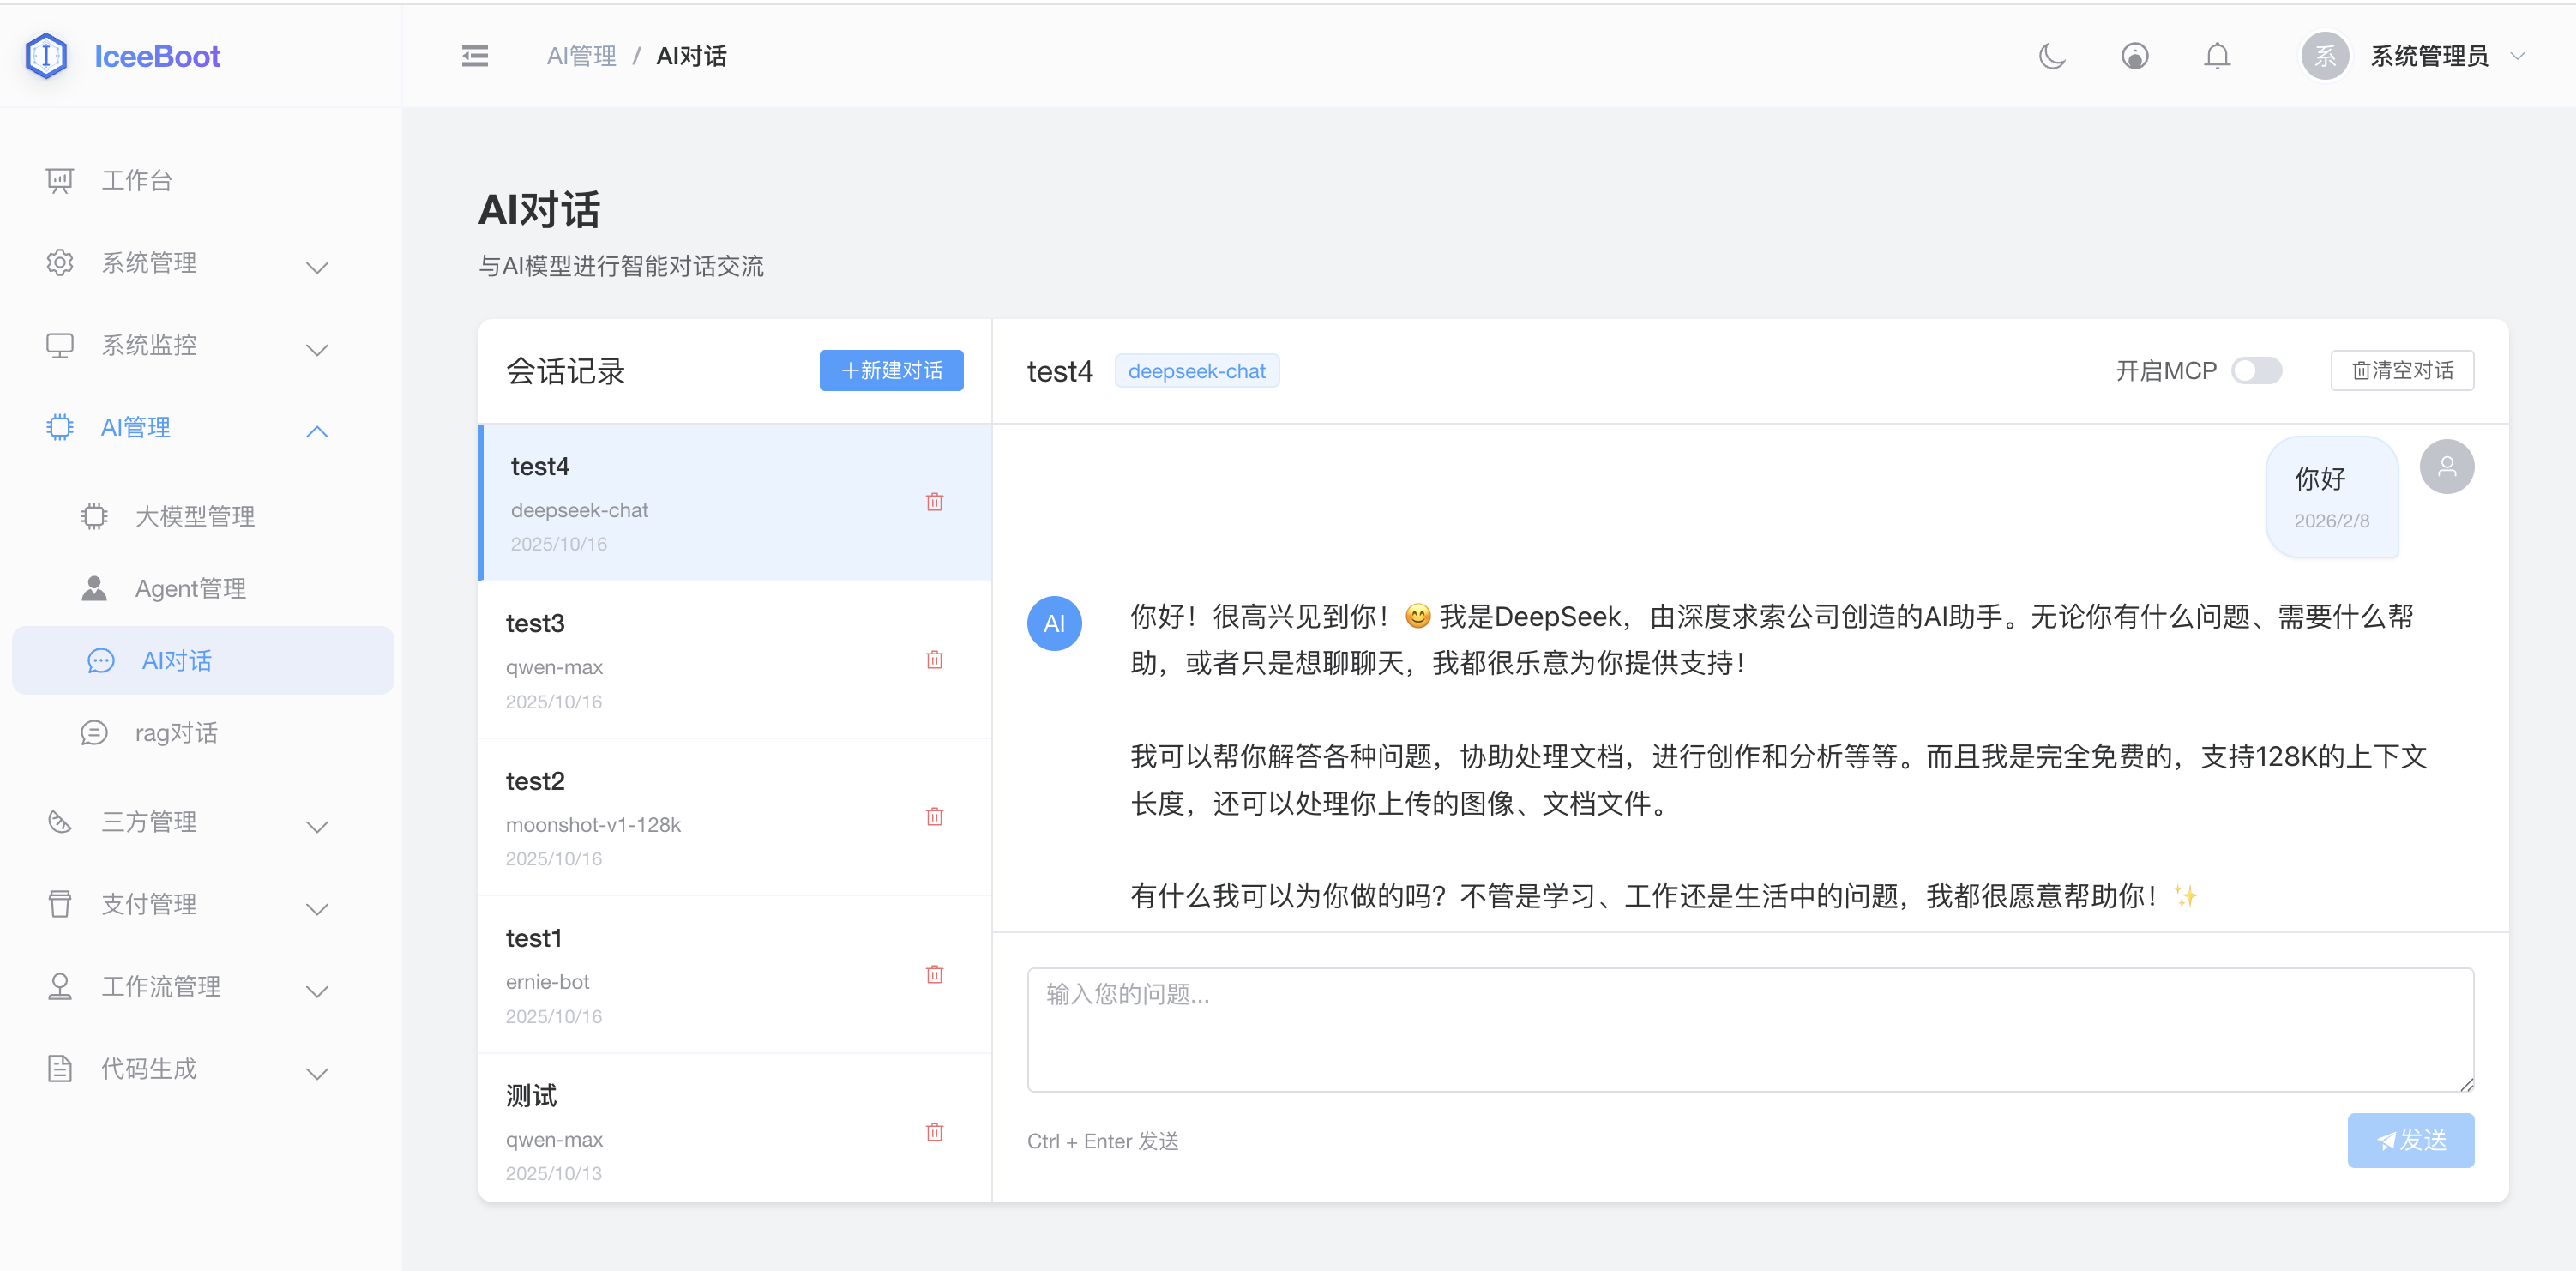 IceeBoot
AI管理 / AI对话
系 系统管理员
工作台
系统管理
系统监控
AI管理
大模型管理
Agent管理
AI对话
rag对话
三方管理
支付管理
工作流管理
代码生成
AI对话
与AI模型进行智能对话交流
会话记录
+新建对话
test4
deepseek-chat
2025/10/16
test3
qwen-max
2025/10/16
test2
moonshot-v1-128k
2025/10/16
test1
ernie-bot
2025/10/16
测试
qwen-max
2025/10/13
test4 deepseek-chat
开启MCP
清空对话
你好
2026/2/8
AI
你好！很高兴见到你！😊 我是DeepSeek，由深度求索公司创造的AI助手。无论你有什么问题、需要什么帮
助，或者只是想聊聊天，我都很乐意为你提供支持！
我可以帮你解答各种问题，协助处理文档，进行创作和分析等等。而且我是完全免费的，支持128K的上下文
长度，还可以处理你上传的图像、文档文件。
有什么我可以为你做的吗？不管是学习、工作还是生活中的问题，我都很愿意帮助你！✨
输入您的问题...
Ctrl + Enter 发送
发送